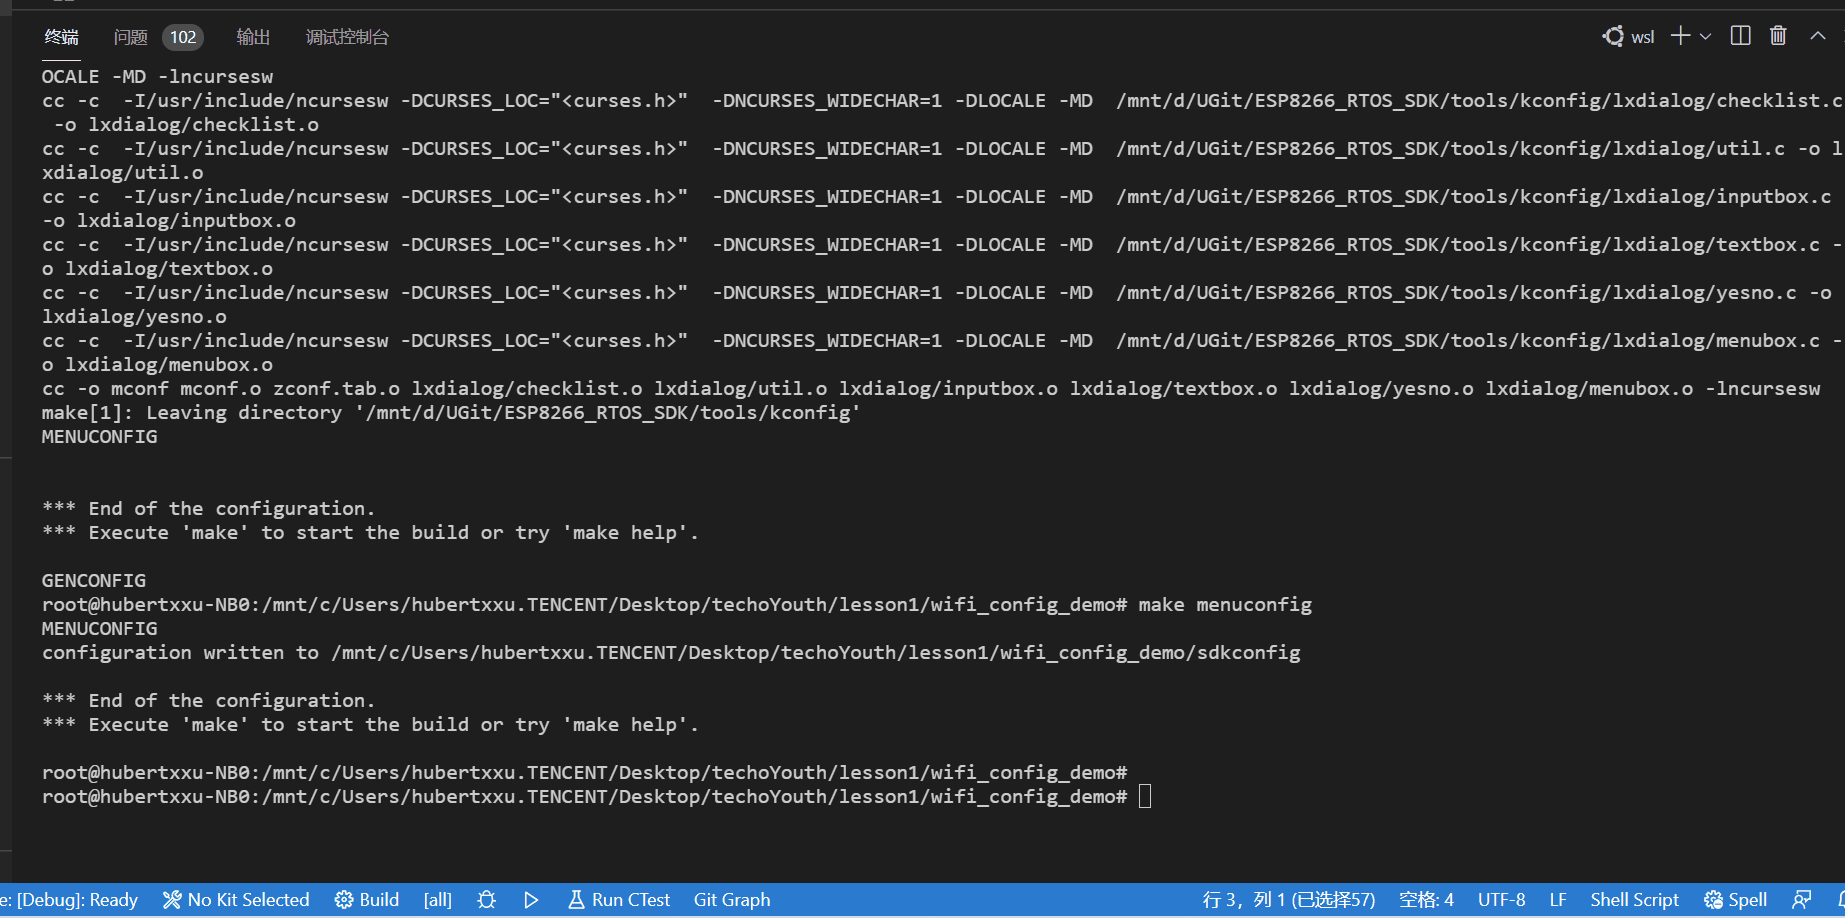 终端 问题 102 输出 调试控制台 wsl
OCALE -MD -lncursesw
cc -c  -I/usr/include/ncursesw -DCURSES_LOC="<curses.h>"  -DNCURSES_WIDECHAR=1 -DLOCALE -MD  /mnt/d/UGit/ESP8266_RTOS_SDK/tools/kconfig/lxdialog/checklist.c
 -o lxdialog/checklist.o
cc -c  -I/usr/include/ncursesw -DCURSES_LOC="<curses.h>"  -DNCURSES_WIDECHAR=1 -DLOCALE -MD  /mnt/d/UGit/ESP8266_RTOS_SDK/tools/kconfig/lxdialog/util.c -o l
xdialog/util.o
cc -c  -I/usr/include/ncursesw -DCURSES_LOC="<curses.h>"  -DNCURSES_WIDECHAR=1 -DLOCALE -MD  /mnt/d/UGit/ESP8266_RTOS_SDK/tools/kconfig/lxdialog/inputbox.c
-o lxdialog/inputbox.o
cc -c  -I/usr/include/ncursesw -DCURSES_LOC="<curses.h>"  -DNCURSES_WIDECHAR=1 -DLOCALE -MD  /mnt/d/UGit/ESP8266_RTOS_SDK/tools/kconfig/lxdialog/textbox.c -
o lxdialog/textbox.o
cc -c  -I/usr/include/ncursesw -DCURSES_LOC="<curses.h>"  -DNCURSES_WIDECHAR=1 -DLOCALE -MD  /mnt/d/UGit/ESP8266_RTOS_SDK/tools/kconfig/lxdialog/yesno.c -o
lxdialog/yesno.o
cc -c  -I/usr/include/ncursesw -DCURSES_LOC="<curses.h>"  -DNCURSES_WIDECHAR=1 -DLOCALE -MD  /mnt/d/UGit/ESP8266_RTOS_SDK/tools/kconfig/lxdialog/menubox.c -
o lxdialog/menubox.o
cc -o mconf mconf.o zconf.tab.o lxdialog/checklist.o lxdialog/util.o lxdialog/inputbox.o lxdialog/textbox.o lxdialog/yesno.o lxdialog/menubox.o -lncursesw
make[1]: Leaving directory '/mnt/d/UGit/ESP8266_RTOS_SDK/tools/kconfig'
MENUCONFIG
*** End of the configuration.
*** Execute 'make' to start the build or try 'make help'.
GENCONFIG
root@hubertxxu-NB0:/mnt/c/Users/hubertxxu.TENCENT/Desktop/techoYouth/lesson1/wifi_config_demo# make menuconfig
MENUCONFIG
configuration written to /mnt/c/Users/hubertxxu.TENCENT/Desktop/techoYouth/lesson1/wifi_config_demo/sdkconfig
*** End of the configuration.
*** Execute 'make' to start the build or try 'make help'.
root@hubertxxu-NB0:/mnt/c/Users/hubertxxu.TENCENT/Desktop/techoYouth/lesson1/wifi_config_demo#
root@hubertxxu-NB0:/mnt/c/Users/hubertxxu.TENCENT/Desktop/techoYouth/lesson1/wifi_config_demo#
e: [Debug]: Ready No Kit Selected Build [all] Run CTest Git Graph 行 3，列 1 (已选择57) 空格: 4 UTF-8 LF Shell Script Spell